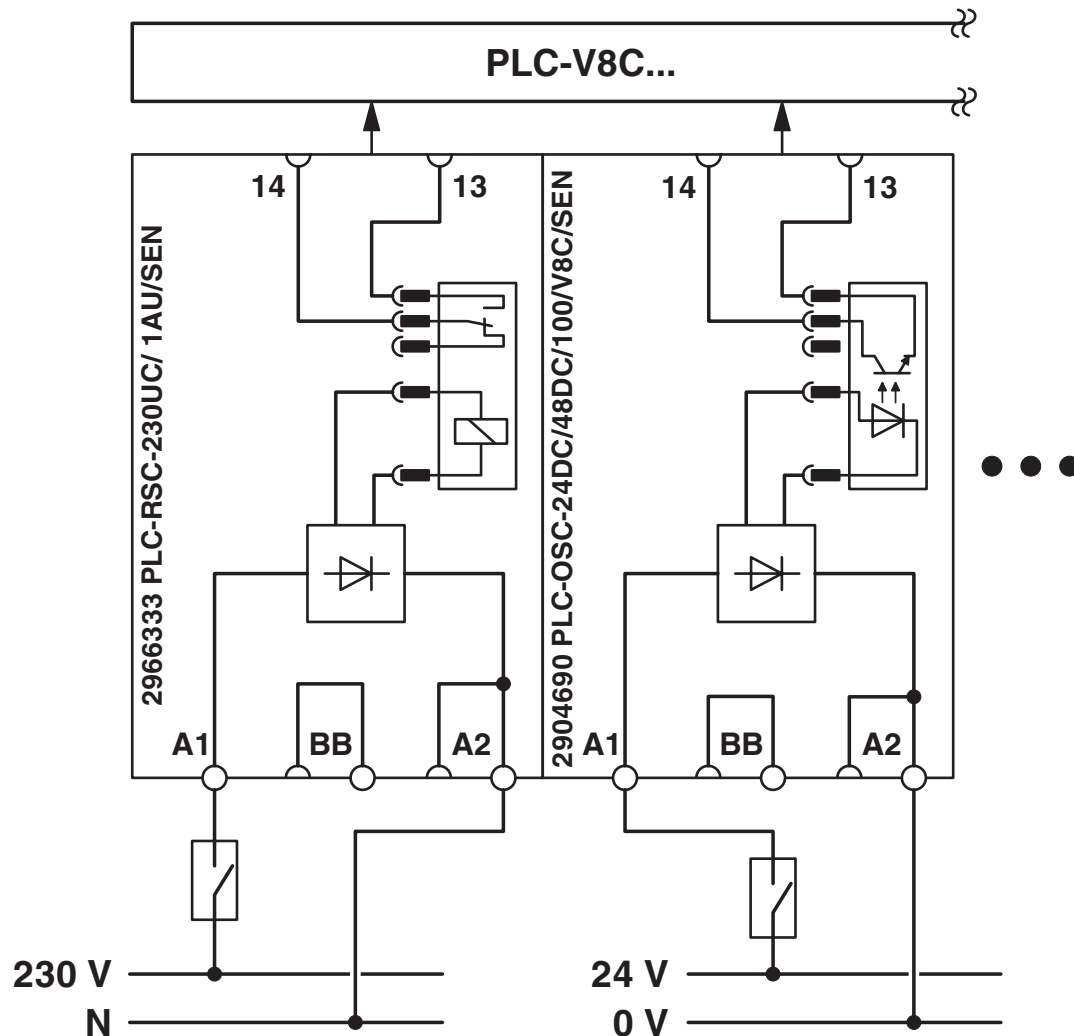 PLC-V8C...
14 13 14 13
2966333 PLC-RSC-230UC/ 1AU/SEN
2904690 PLC-OSC-24DC/48DC/100/V8C/SEN
A1 BB A2 A1 BB A2
230 V 24 V
N 0 V